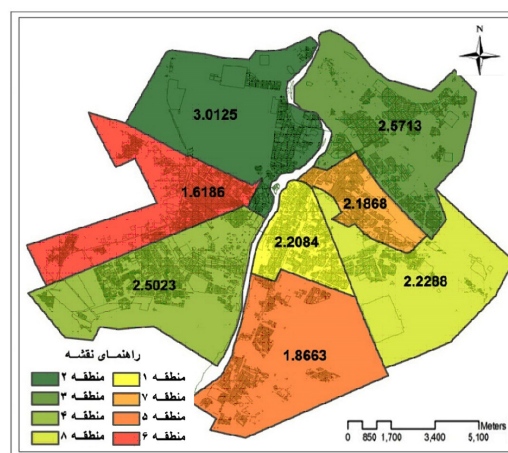 N
3.0125
2.5713
1.6186
2.1868
2.2084
2.5023
2.2288
1.8663
راهنمای نقشه
منطقه ۲
منطقه ۱
منطقه ۳
منطقه ۷
منطقه ۴
منطقه ۵
منطقه ۸
منطقه ۶
Meters
0 850 1,700 3,400 5,100